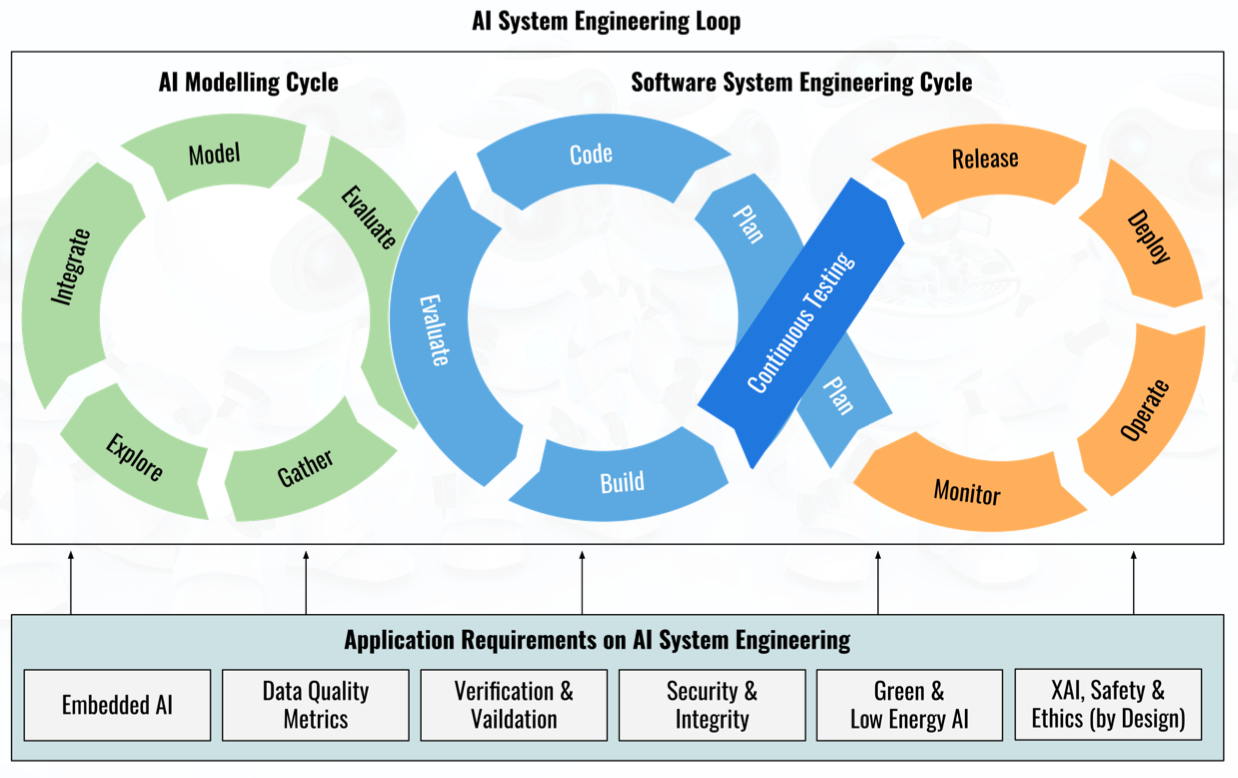 AI System Engineering Loop
AI Modelling Cycle
Software System Engineering Cycle
Model
Evaluate
Integrate
Explore
Gather
Code
Plan
Evaluate
Build
Continuous Testing
Plan
Release
Deploy
Operate
Monitor
Application Requirements on AI System Engineering
Embedded AI
Data Quality
Metrics
Verification &
Vaildation
Security &
Integrity
Green &
Low Energy AI
XAI, Safety &
Ethics (by Design)